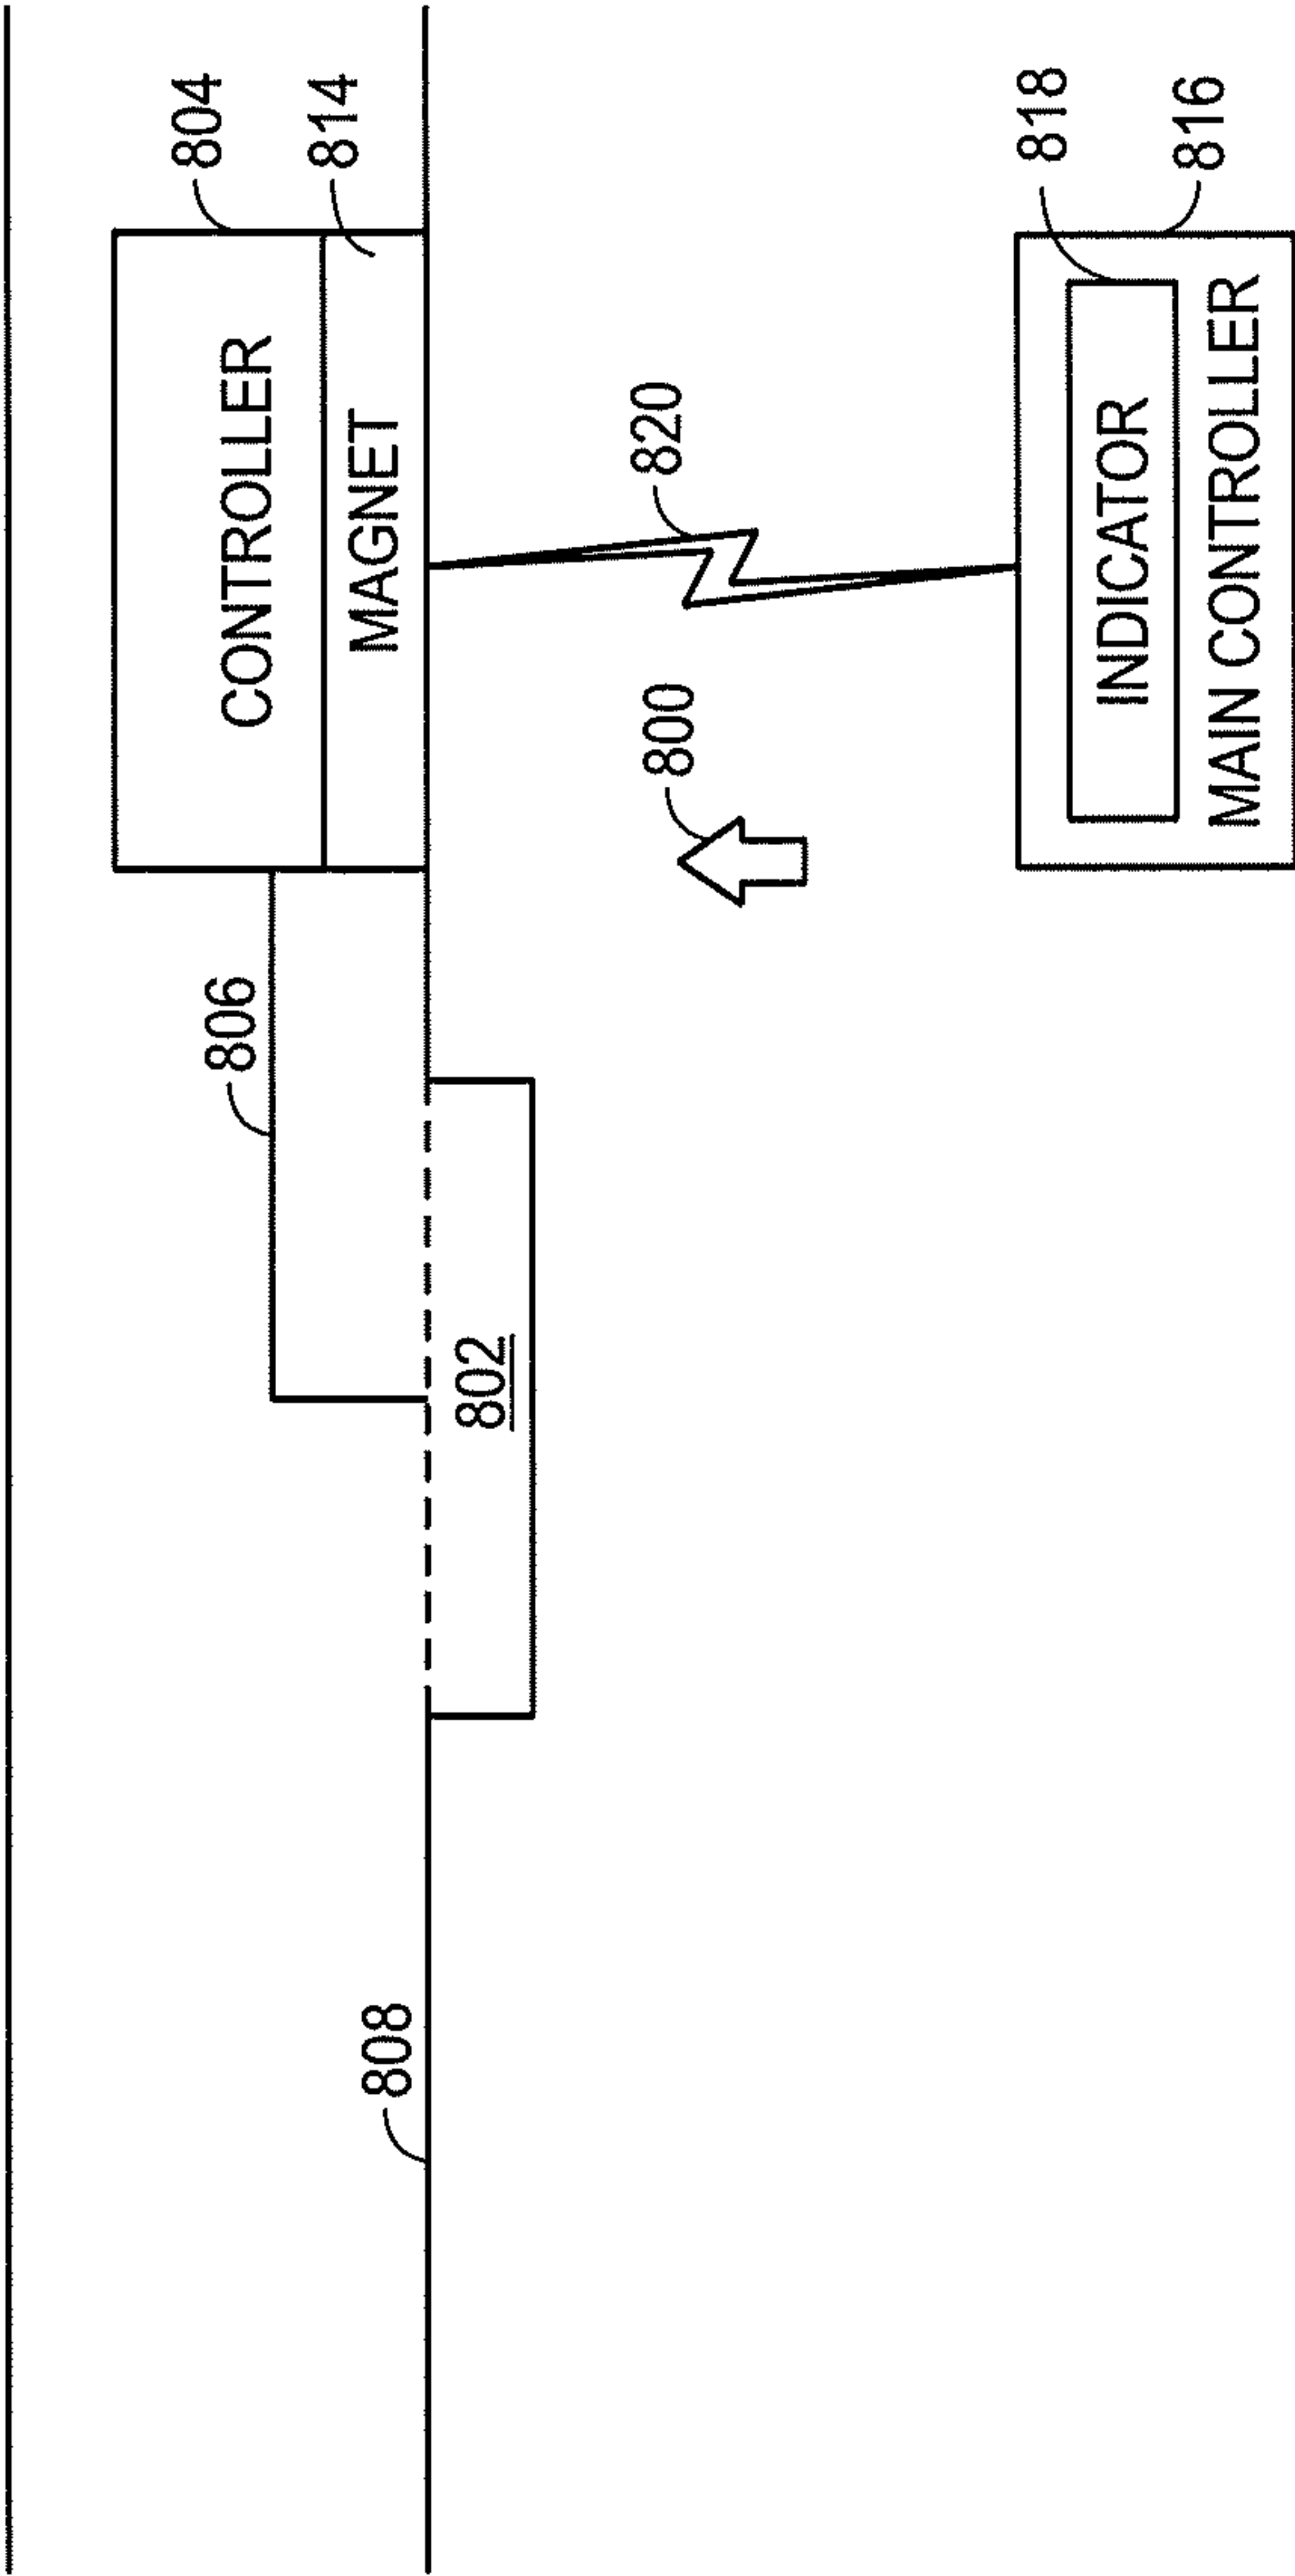 804
CONTROLLER
814
MAGNET
806
808
802
820
800
818
INDICATOR
MAIN CONTROLLER
816